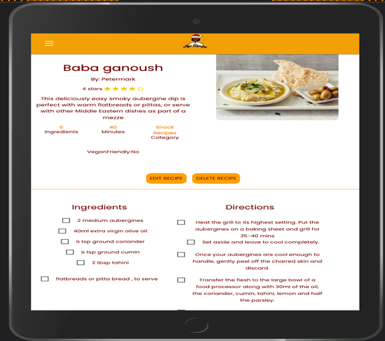 Baba ganoush
By: Petermark
4 stars
This deliciously easy smoky aubergine dip is
perfect with warm flatbreads or pittas, or serve
with other Middle Eastern dishes as part of a
mezze
6
Ingredients
40
Minutes
Snack
Recipes
Category
VeganFriendly:No
EDIT RECIPE
DELETE RECIPE
Ingredients
2 medium aubergines
40ml extra virgin olive oil
½ tsp ground coriander
¼ tsp ground cumin
2 tbsp tahini
flatbreads or pitta bread , to serve
Directions
Heat the grill to its highest setting. Put the
aubergines on a baking sheet and grill for
35-40 mins
Set aside and leave to cool completely.
Once your aubergines are cool enough to
handle, gently peel off the charred skin and
discard.
Transfer the flesh to the large bowl of a
food processor along with 30ml of the oil,
the coriander, cumin, tahini, lemon and half
the parsley.